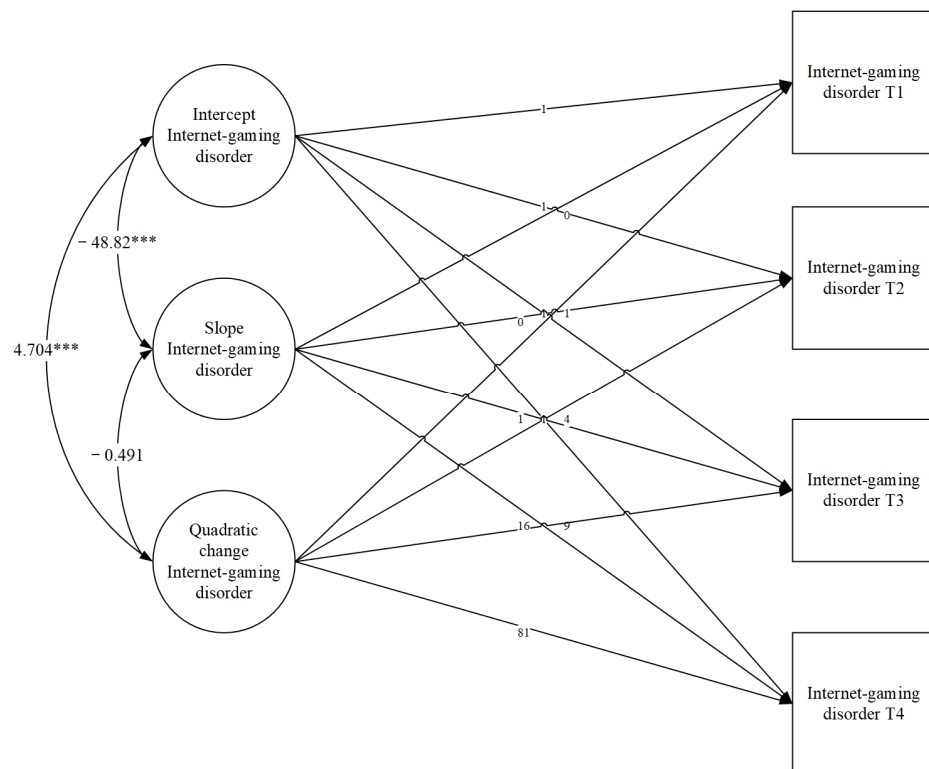 Intercept
Internet-gaming
disorder
Slope
Internet-gaming
disorder
Quadratic
change
Internet-gaming
disorder
− 48.82***
4.704***
− 0.491
1
1
0
0
1
1
1
1
4
16
9
81
Internet-gaming
disorder T1
Internet-gaming
disorder T2
Internet-gaming
disorder T3
Internet-gaming
disorder T4